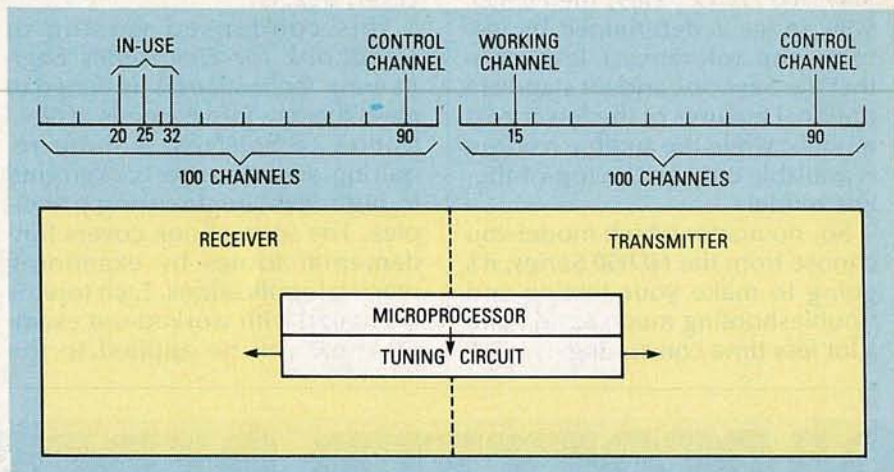 IN-USE
CONTROL CHANNEL
WORKING CHANNEL
CONTROL CHANNEL
20 25 32 90 15 90
100 CHANNELS 100 CHANNELS
RECEIVER TRANSMITTER
MICROPROCESSOR
TUNING CIRCUIT